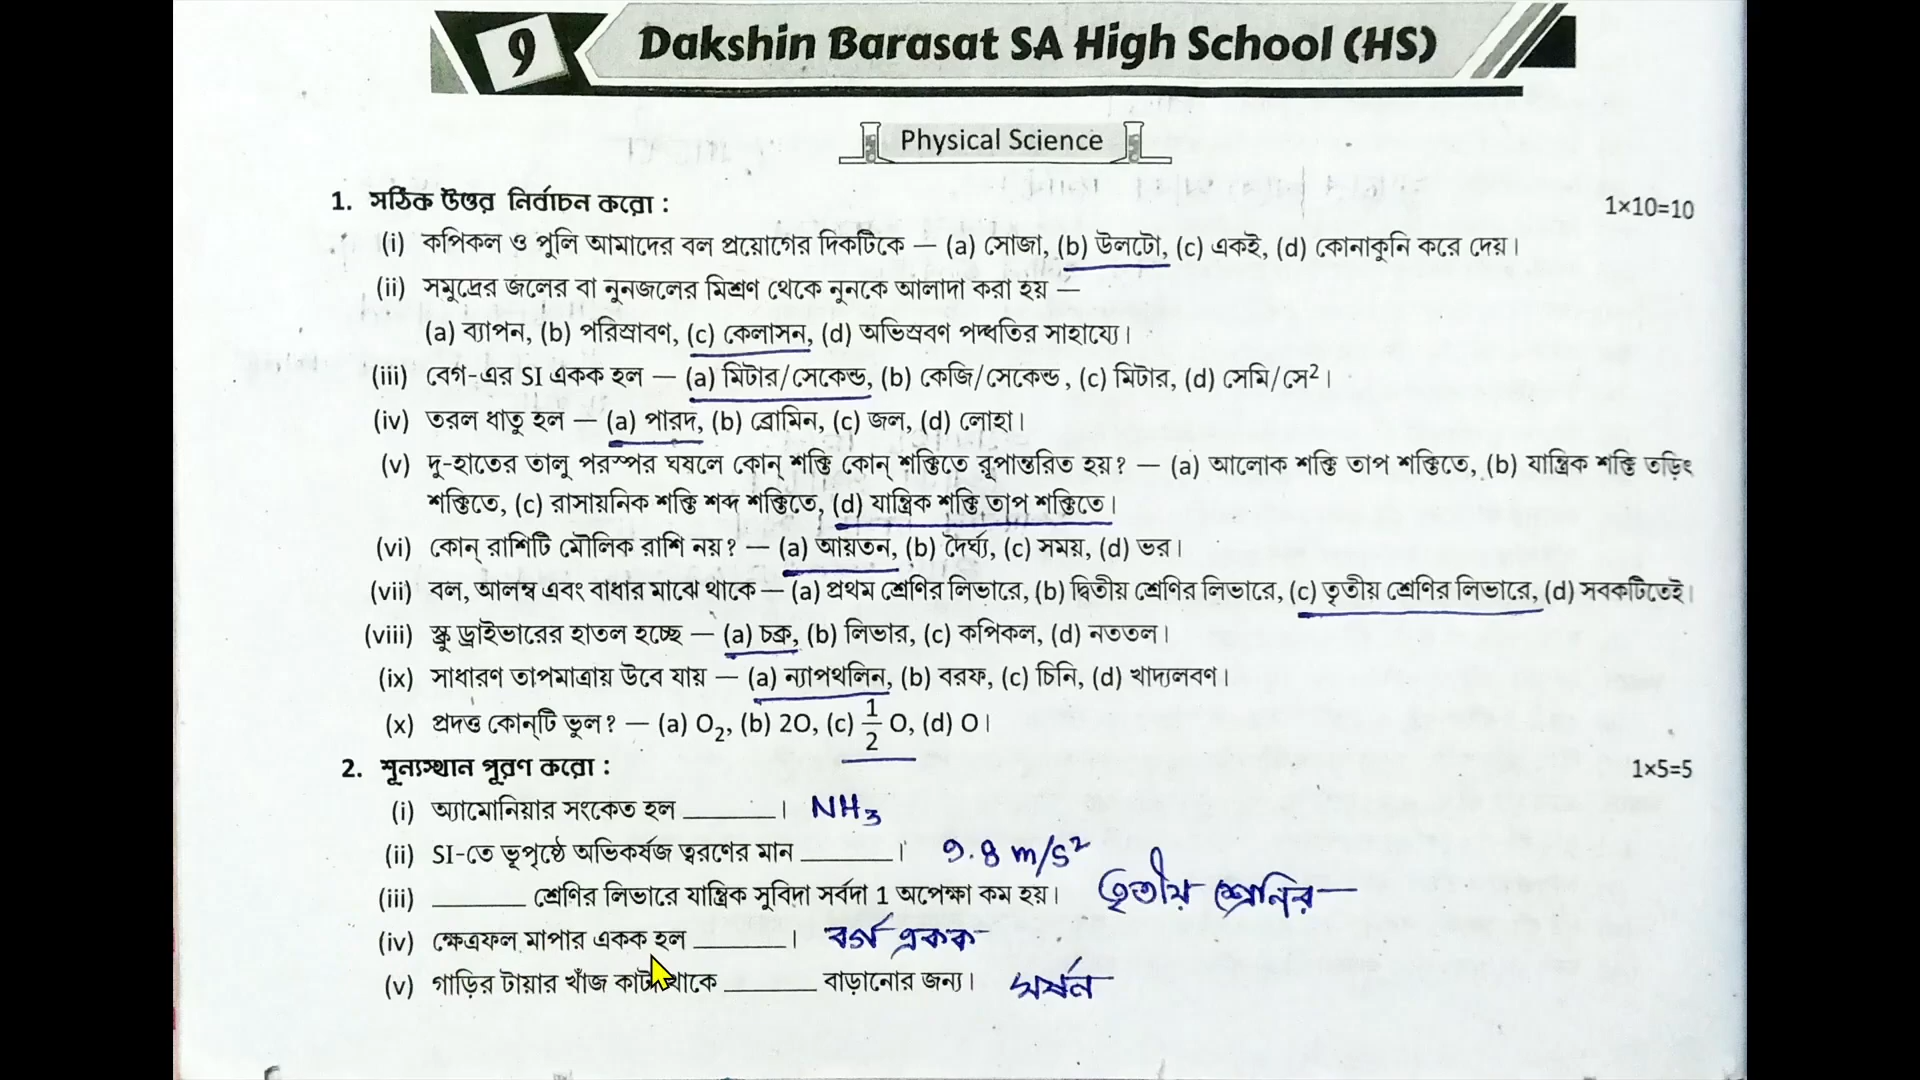 9 Dakshin Barasat SA High School (HS)
Physical Science
1. সঠিক উত্তর নির্বাচন করো : 1×10=10
(i) কপিকল ও পুলি আমাদের বল প্রয়োগের দিকটিকে — (a) সোজা, (b) উলটো, (c) একই, (d) কোনাকুনি করে দেয়।
(ii) সমুদ্রের জলের বা নুনজলের মিশ্রণ থেকে নুনকে আলাদা করা হয় —
(a) ব্যাপন, (b) পরিস্রাবণ, (c) কেলাসন, (d) অভিস্রবণ পদ্ধতির সাহায্যে।
(iii) বেগ-এর SI একক হল — (a) মিটার/সেকেন্ড, (b) কেজি/সেকেন্ড, (c) মিটার, (d) সেমি/সে²।
(iv) তরল ধাতু হল — (a) পারদ, (b) ব্রোমিন, (c) জল, (d) লোহা।
(v) দু-হাতের তালু পরস্পর ঘষলে কোন্ শক্তি কোন্ শক্তিতে রূপান্তরিত হয়? — (a) আলোক শক্তি তাপ শক্তিতে, (b) যান্ত্রিক শক্তি তড়িৎ
শক্তিতে, (c) রাসায়নিক শক্তি শব্দ শক্তিতে, (d) যান্ত্রিক শক্তি তাপ শক্তিতে।
(vi) কোন্ রাশিটি মৌলিক রাশি নয়? — (a) আয়তন, (b) দৈর্ঘ্য, (c) সময়, (d) ভর।
(vii) বল, আলম্ব এবং বাধার মাঝে থাকে — (a) প্রথম শ্রেণির লিভারে, (b) দ্বিতীয় শ্রেণির লিভারে, (c) তৃতীয় শ্রেণির লিভারে, (d) সবকটিতেই।
(viii) স্ক্রু ড্রাইভারের হাতল হচ্ছে — (a) চক্র, (b) লিভার, (c) কপিকল, (d) নততল।
(ix) সাধারণ তাপমাত্রায় উবে যায় — (a) ন্যাপথলিন, (b) বরফ, (c) চিনি, (d) খাদ্যলবণ।
(x) প্রদত্ত কোন্‌টি ভুল? — (a) O₂, (b) 2O, (c) 1/2 O, (d) O।
2. শূন্যস্থান পূরণ করো : 1×5=5
(i) অ্যামোনিয়ার সংকেত হল ________। NH₃
(ii) SI-তে ভূপৃষ্ঠে অভিকর্ষজ ত্বরণের মান ________। 9.8 m/s²
(iii) ________ শ্রেণির লিভারে যান্ত্রিক সুবিদা সর্বদা 1 অপেক্ষা কম হয়। তৃতীয় শ্রেনির
(iv) ক্ষেত্রফল মাপার একক হল ________। বর্গ একক
(v) গাড়ির টায়ার খাঁজ কাটা থাকে ________ বাড়ানোর জন্য। ঘর্ষন